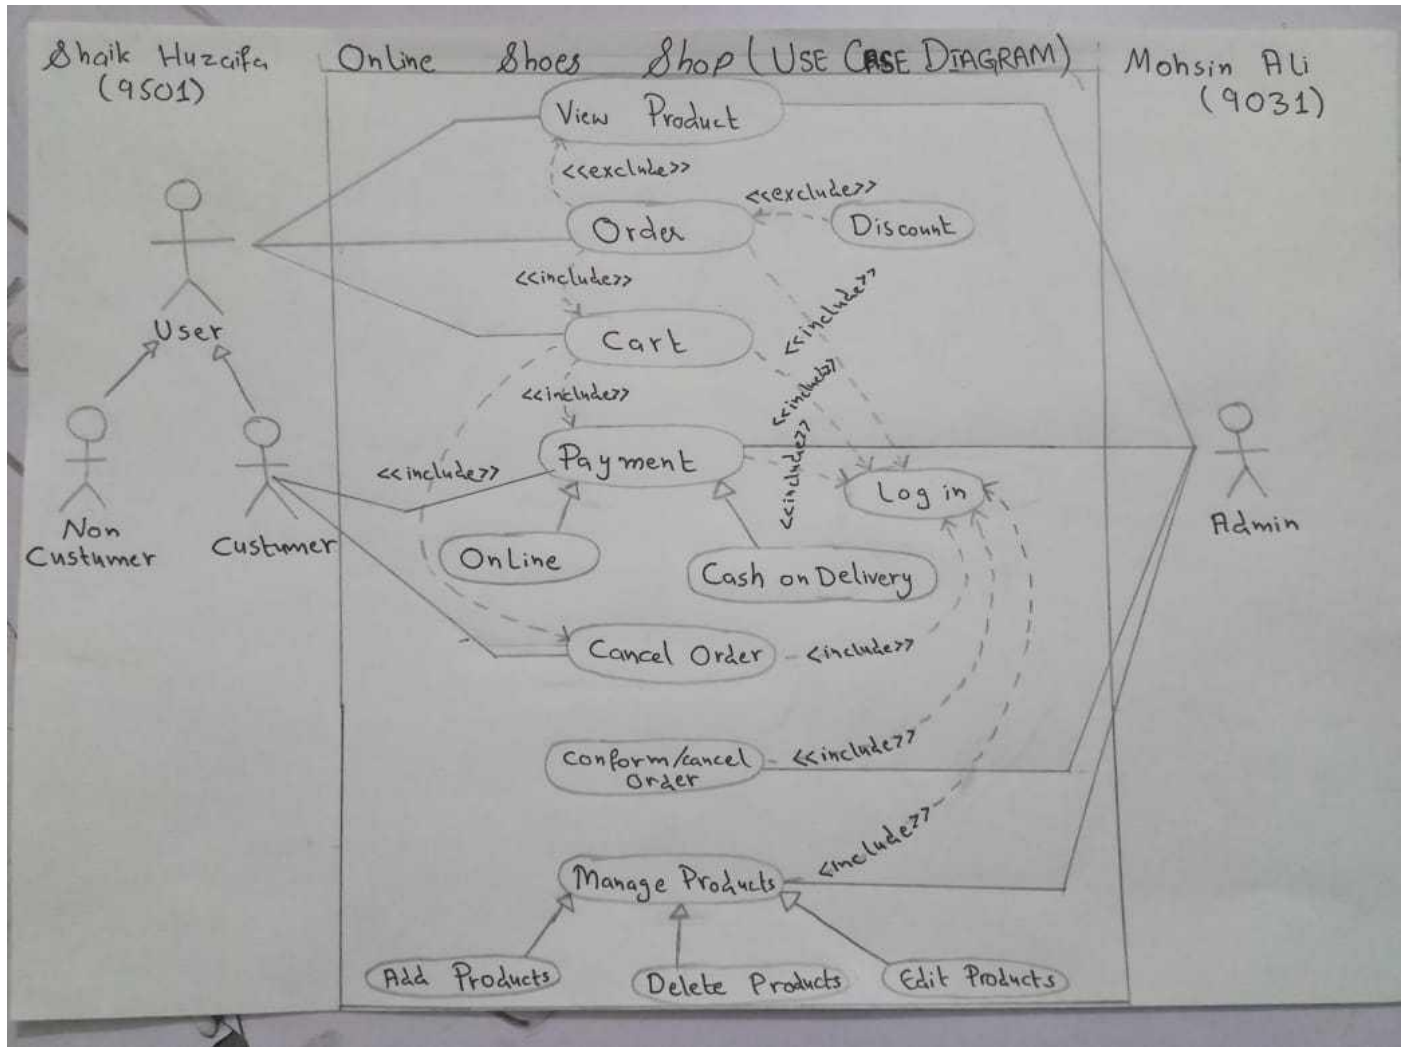 Shaik Huzaifa
(9501)
Online Shoes Shop (USE CASE DIAGRAM)
Mohsin Ali
(9031)
View Product
<<exclude>>
<<exclude>>
Order
Discount
<<include>>
<<include>>
User
Cart
<<include>>
<<include>>
<<include>>
Payment
<<include>>
<<include>>
Log in
Non
Custumer
Custumer
Admin
Online
Cash on Delivery
Cancel Order
<include>>
Conform/cancel
Order
<<include>>
<include>>
Manage Products
Add Products
Delete Products
Edit Products